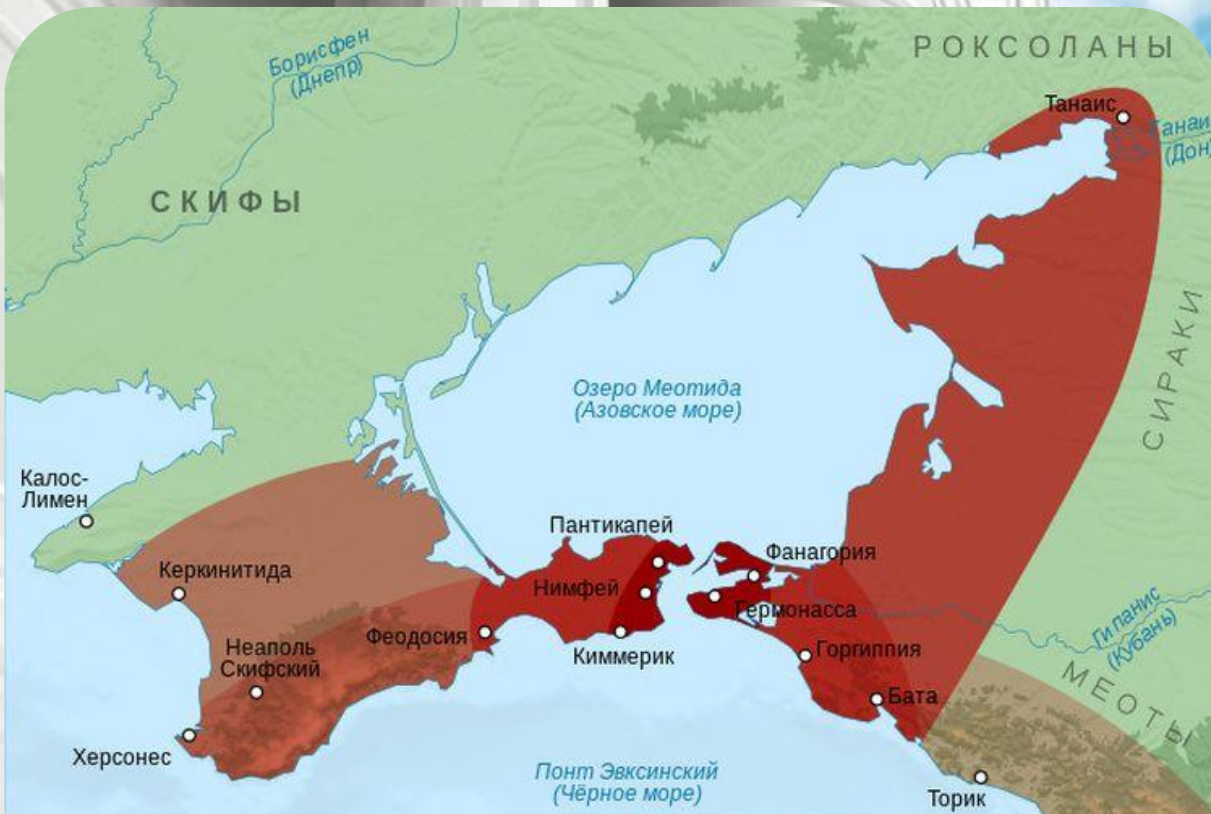 Борисфен
(Днепр)
РОКСОЛАНЫ
Танаис
(Дон)
СКИФЫ
СИРАКИ
Озеро Меотида
(Азовское море)
Калос-
Лимен
Пантикапей
Фанагория
Керкинитида
Нимфей
Гермонасса
Гипанис
(Кубань)
Неаполь
Скифский
Феодосия
Киммерик
Горгиппия
МЕОТЫ
Бата
Херсонес
Понт Эвксинский
(Чёрное море)
Торик